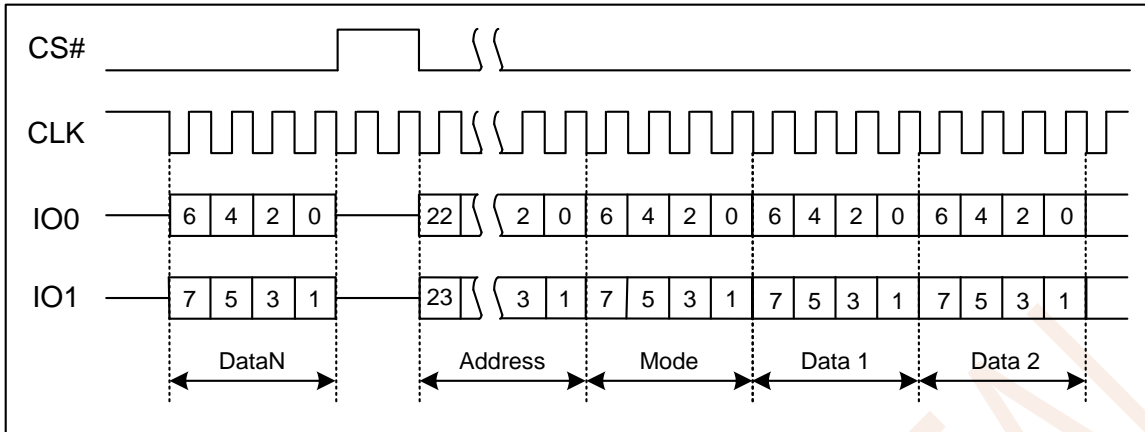 CS#
CLK
IO0 6 4 2 0 22 2 0 6 4 2 0 6 4 2 0 6 4 2 0
IO1 7 5 3 1 23 3 1 7 5 3 1 7 5 3 1 7 5 3 1
DataN Address Mode Data 1 Data 2